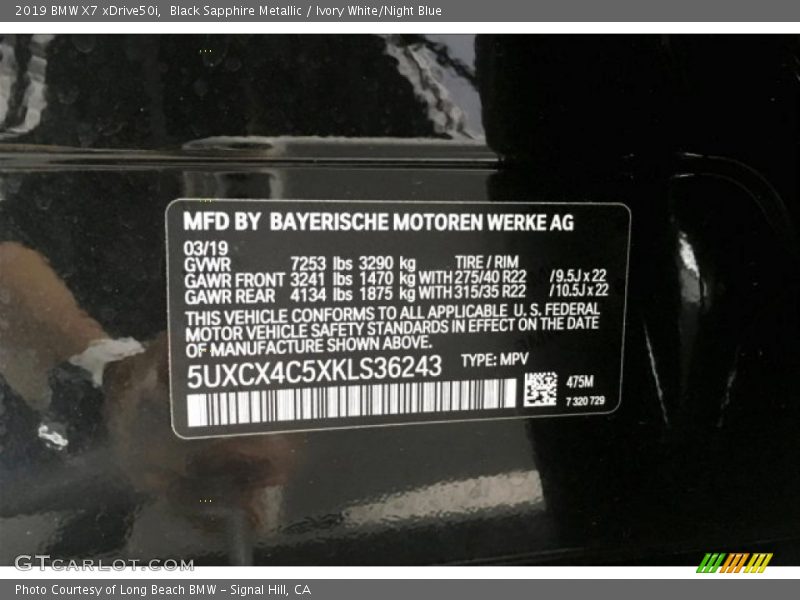 2019 BMW X7 xDrive50i, Black Sapphire Metallic / Ivory White/Night Blue
MFD BY BAYERISCHE MOTOREN WERKE AG
03/19
GVWR 7253 lbs 3290 kg TIRE / RIM
GAWR FRONT 3241 lbs 1470 kg WITH 275/40 R22 /9.5J x 22
GAWR REAR 4134 lbs 1875 kg WITH 315/35 R22 /10.5J x 22
THIS VEHICLE CONFORMS TO ALL APPLICABLE U. S. FEDERAL
MOTOR VEHICLE SAFETY STANDARDS IN EFFECT ON THE DATE
OF MANUFACTURE SHOWN ABOVE.
5UXCX4C5XKLS36243 TYPE: MPV
475M
7 320 729
GTCARLOT.COM
Photo Courtesy of Long Beach BMW - Signal Hill, CA